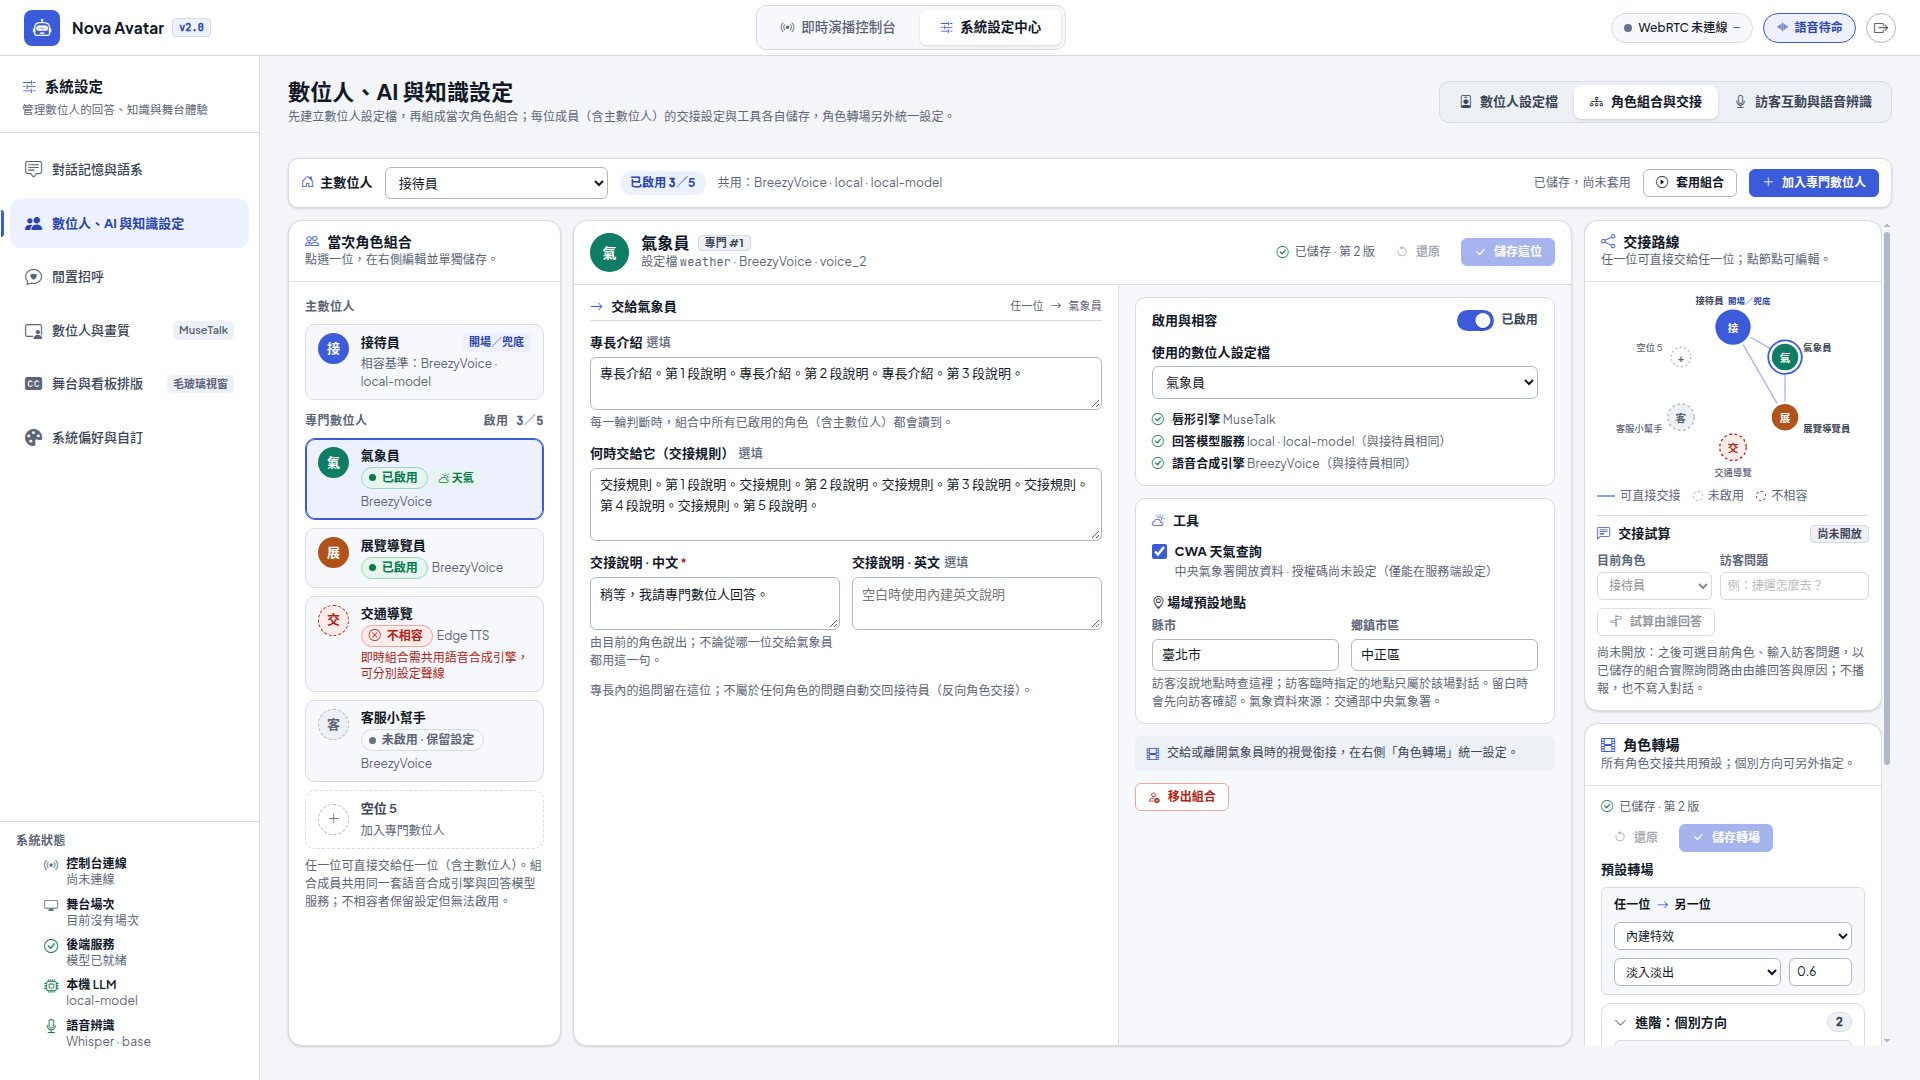 Nova Avatar v2.0
即時演播控制台
系統設定中心
WebRTC 未連線 –
語音待命
系統設定
管理數位人的回答、知識與舞台體驗
對話記憶與語系
數位人、AI 與知識設定
閒置招呼
數位人與畫質 MuseTalk
舞台與看板排版 毛玻璃視窗
系統偏好與自訂
系統狀態
控制台連線
尚未連線
舞台場次
目前沒有場次
後端服務
模型已就緒
本機 LLM
local-model
語音辨識
Whisper · base
數位人、AI 與知識設定
先建立數位人設定檔，再組成當次角色組合；每位成員（含主數位人）的交接設定與工具各自儲存，角色轉場另外統一設定。
數位人設定檔
角色組合與交接
訪客互動與語音辨識
主數位人 接待員 已啟用 3／5 共用：BreezyVoice · local · local-model
已儲存，尚未套用 套用組合 加入專門數位人
當次角色組合
點選一位，在右側編輯並單獨儲存。
主數位人
接 接待員 開場／兜底
相容基準：BreezyVoice ·
local-model
專門數位人 啟用 3／5
氣 氣象員
已啟用 天氣
BreezyVoice
展 展覽導覽員
已啟用 BreezyVoice
交 交通導覽
不相容 Edge TTS
即時組合需共用語音合成引擎，
可分別設定聲線
客 客服小幫手
未啟用 · 保留設定
BreezyVoice
空位 5
加入專門數位人
任一位可直接交給任一位（含主數位人）。組
合成員共用同一套語音合成引擎與回答模型
服務；不相容者保留設定但無法啟用。
氣 氣象員 專門 #1
設定檔 weather · BreezyVoice · voice_2
已儲存 · 第 2 版 還原 儲存這位
交給氣象員 任一位 → 氣象員
專長介紹 選填
專長介紹。第 1 段說明。專長介紹。第 2 段說明。專長介紹。第 3 段說明。
每一輪判斷時，組合中所有已啟用的角色（含主數位人）都會讀到。
何時交給它（交接規則） 選填
交接規則。第 1 段說明。交接規則。第 2 段說明。交接規則。第 3 段說明。交接規則。
第 4 段說明。交接規則。第 5 段說明。
交接說明 · 中文 *
稍等，我請專門數位人回答。
由目前的角色說出；不論從哪一位交給氣象員
都用這一句。
交接說明 · 英文 選填
空白時使用內建英文說明
專長內的追問留在這位；不屬於任何角色的問題自動交回接待員（反向角色交接）。
啟用與相容 已啟用
使用的數位人設定檔
氣象員
唇形引擎 MuseTalk
回答模型服務 local · local-model（與接待員相同）
語音合成引擎 BreezyVoice（與接待員相同）
工具
CWA 天氣查詢
中央氣象署開放資料 · 授權碼尚未設定（僅能在服務端設定）
場域預設地點
縣市 鄉鎮市區
臺北市 中正區
訪客沒說地點時查這裡；訪客臨時指定的地點只屬於該場對話。留白時
會先向訪客確認。氣象資料來源：交通部中央氣象署。
交給或離開氣象員時的視覺銜接，在右側「角色轉場」統一設定。
移出組合
交接路線
任一位可直接交給任一位；點節點可編輯。
接待員 開場／兜底
接
空位 5 + 氣 氣象員
客服小幫手 客 展 展覽導覽員
交
交通導覽
可直接交接 未啟用 不相容
交接試算 尚未開放
目前角色 訪客問題
接待員 例：捷運怎麼去？
試算由誰回答
尚未開放：之後可選目前角色、輸入訪客問題，以
已儲存的組合實際詢問路由由誰回答與原因；不播
報，也不寫入對話。
角色轉場
所有角色交接共用預設；個別方向可另外指定。
已儲存 · 第 2 版
還原 儲存轉場
預設轉場
任一位 → 另一位
內建特效
淡入淡出 0.6
進階：個別方向 2